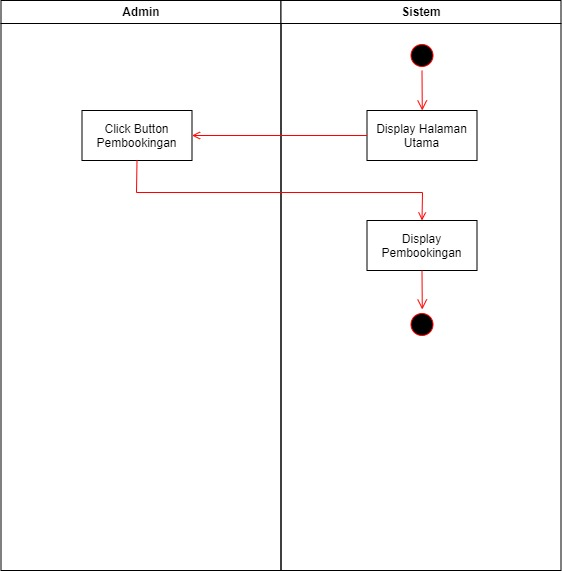 Admin
Sistem
Display Halaman
Utama
Click Button
Pembookingan
Display
Pembookingan